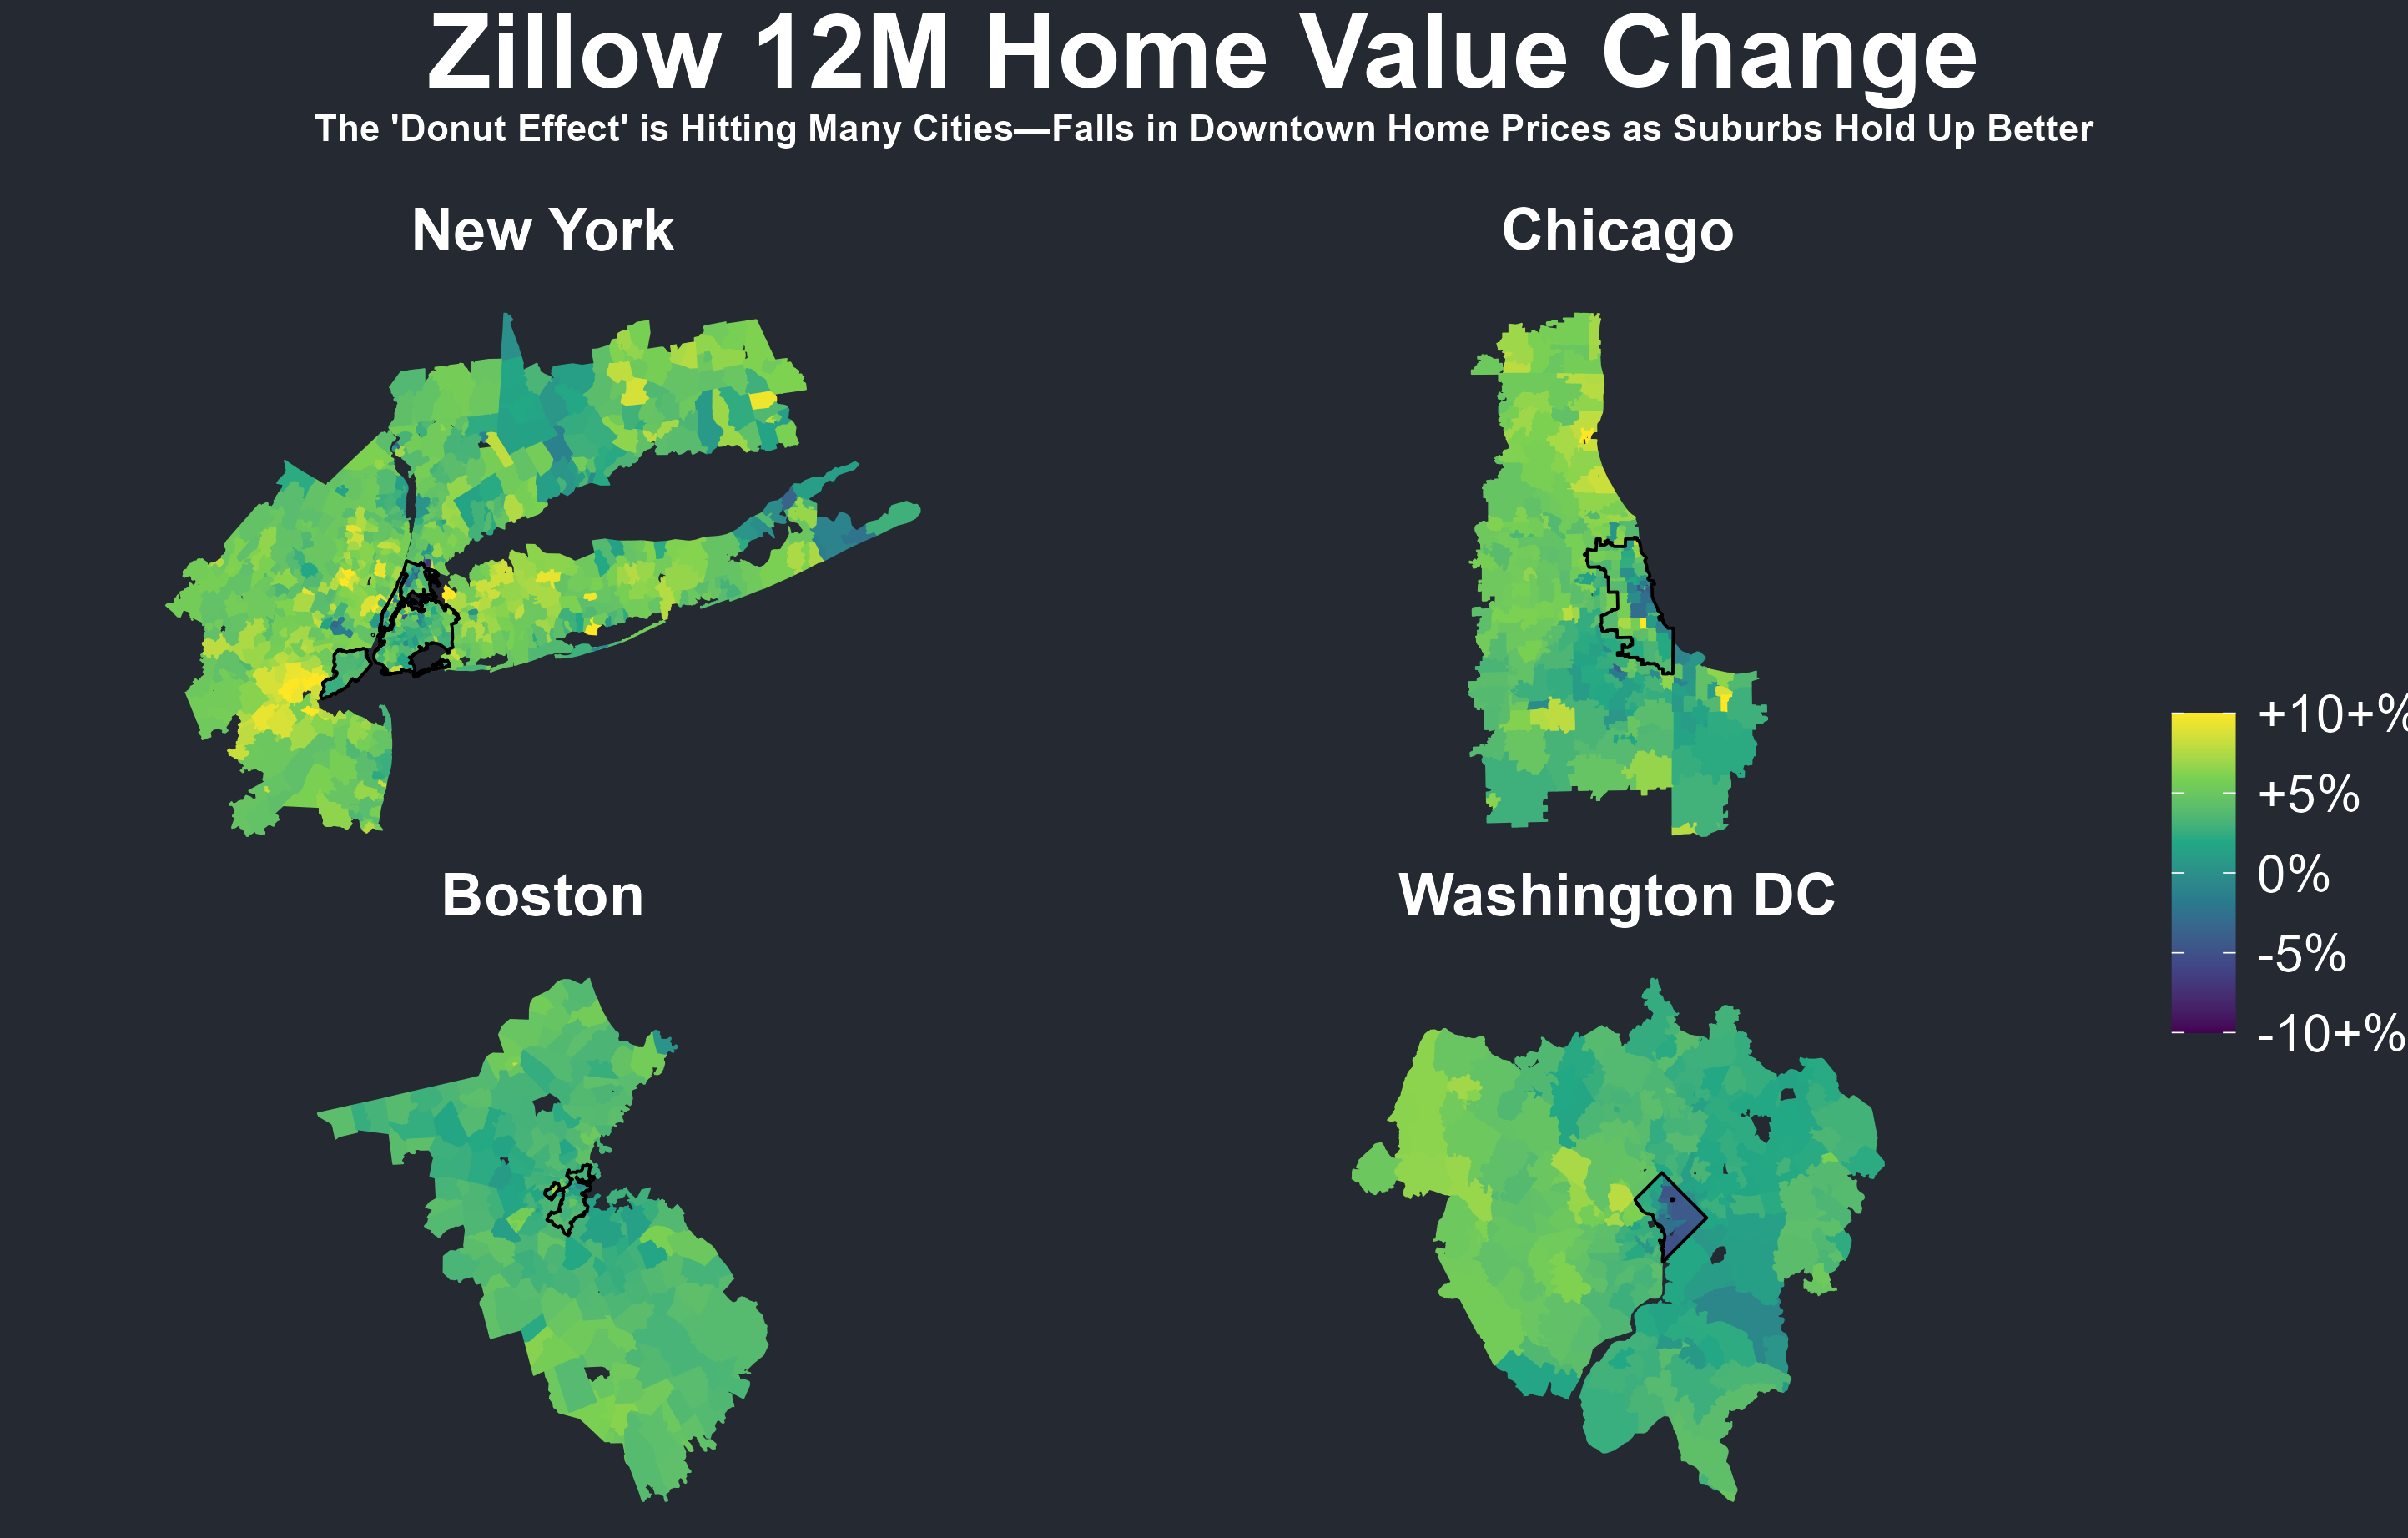 Zillow 12M Home Value Change
The 'Donut Effect' is Hitting Many Cities—Falls in Downtown Home Prices as Suburbs Hold Up Better
New York
Chicago
+10+%
+5%
0%
-5%
-10+%
Boston
Washington DC